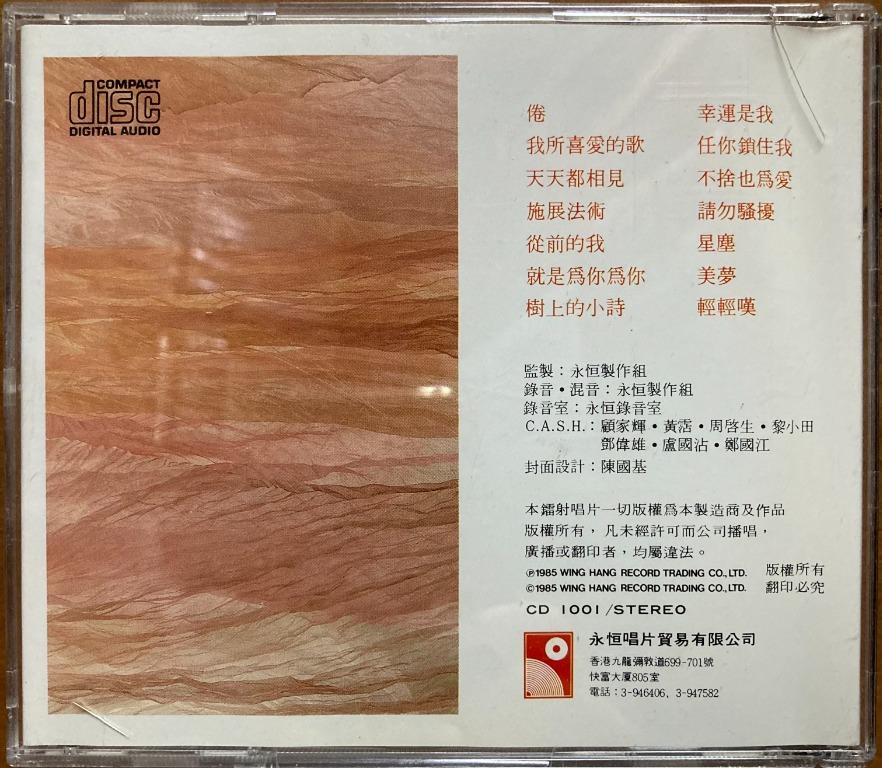 COMPACT
disc
DIGITAL AUDIO
倦
我所喜愛的歌
天天都相見
施展法術
從前的我
就是爲你爲你
樹上的小詩
幸運是我
任你鎖住我
不捨也爲愛
請勿騷擾
星塵
美夢
輕輕嘆
監製：永恒製作組
錄音・混音：永恒製作組
錄音室：永恒錄音室
C.A.S.H.：顧家輝・黃霑・周啓生・黎小田
鄧偉雄・盧國沾・鄭國江
封面設計：陳國基
本鐳射唱片一切版權爲本製造商及作品
版權所有，凡未經許可而公司播唱，
廣播或翻印者，均屬違法。
℗1985 WING HANG RECORD TRADING CO., LTD. 版權所有
©1985 WING HANG RECORD TRADING CO., LTD. 翻印必究
CD 1001/STEREO
永恒唱片貿易有限公司
香港九龍彌敦道699-701號
快富大厦805室
電話：3-946406, 3-947582